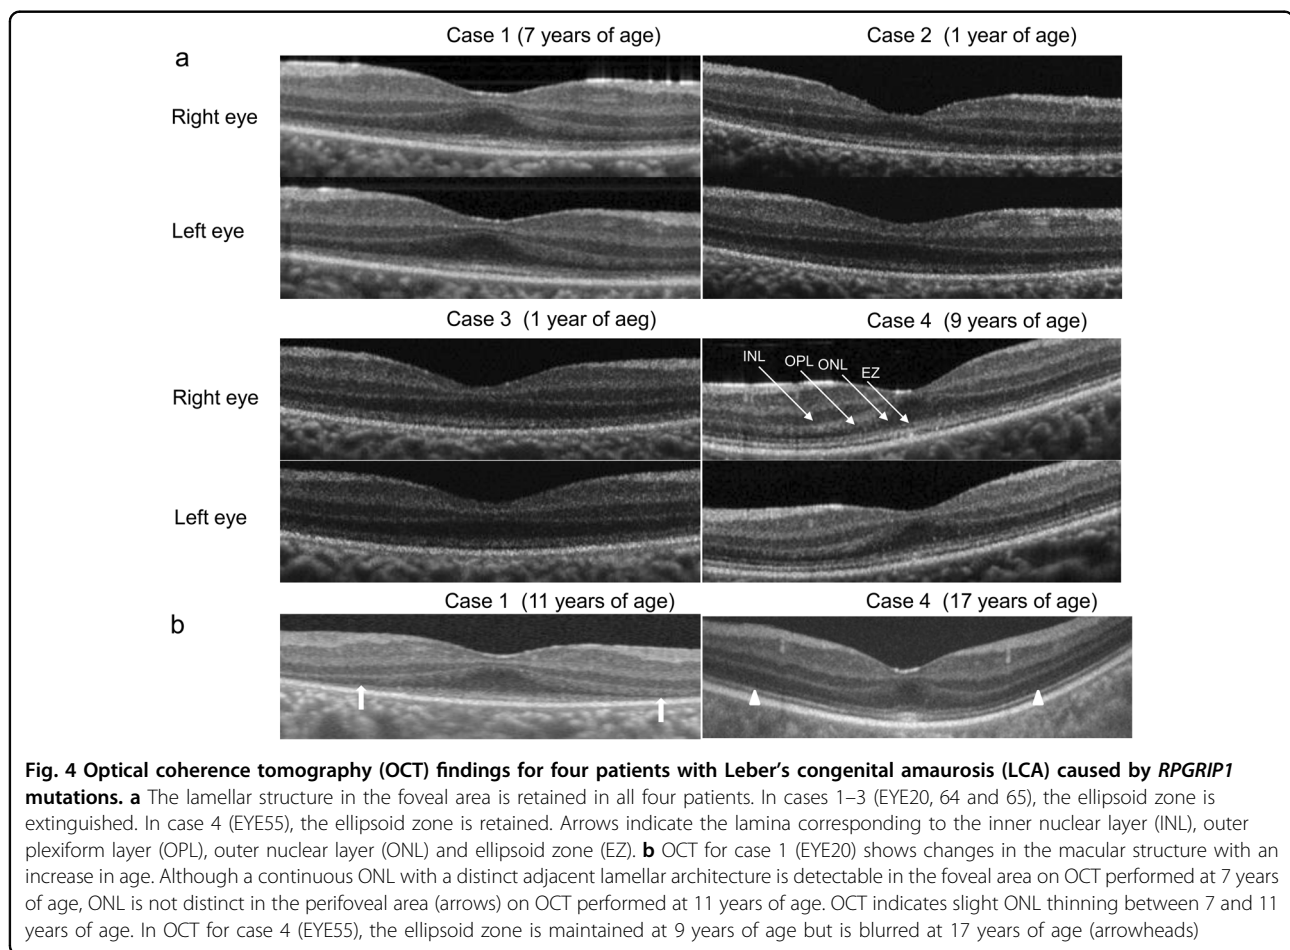 Case 1 (7 years of age) Case 2 (1 year of age)
a
Right eye
Left eye
Case 3 (1 year of aeg) Case 4 (9 years of age)
INL OPL ONL EZ
Right eye
Left eye
Case 1 (11 years of age) Case 4 (17 years of age)
b
Fig. 4 Optical coherence tomography (OCT) findings for four patients with Leber's congenital amaurosis (LCA) caused by RPGRIP1
mutations. a The lamellar structure in the foveal area is retained in all four patients. In cases 1–3 (EYE20, 64 and 65), the ellipsoid zone is
extinguished. In case 4 (EYE55), the ellipsoid zone is retained. Arrows indicate the lamina corresponding to the inner nuclear layer (INL), outer
plexiform layer (OPL), outer nuclear layer (ONL) and ellipsoid zone (EZ). b OCT for case 1 (EYE20) shows changes in the macular structure with an
increase in age. Although a continuous ONL with a distinct adjacent lamellar architecture is detectable in the foveal area on OCT performed at 7 years
of age, ONL is not distinct in the perifoveal area (arrows) on OCT performed at 11 years of age. OCT indicates slight ONL thinning between 7 and 11
years of age. In OCT for case 4 (EYE55), the ellipsoid zone is maintained at 9 years of age but is blurred at 17 years of age (arrowheads)